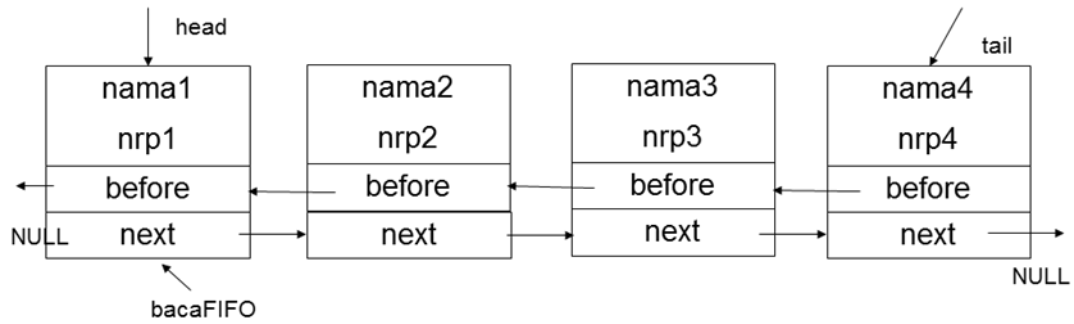 head
tail
nama1
nrp1
before
next
nama2
nrp2
before
next
nama3
nrp3
before
next
nama4
nrp4
before
next
NULL
NULL
bacaFIFO